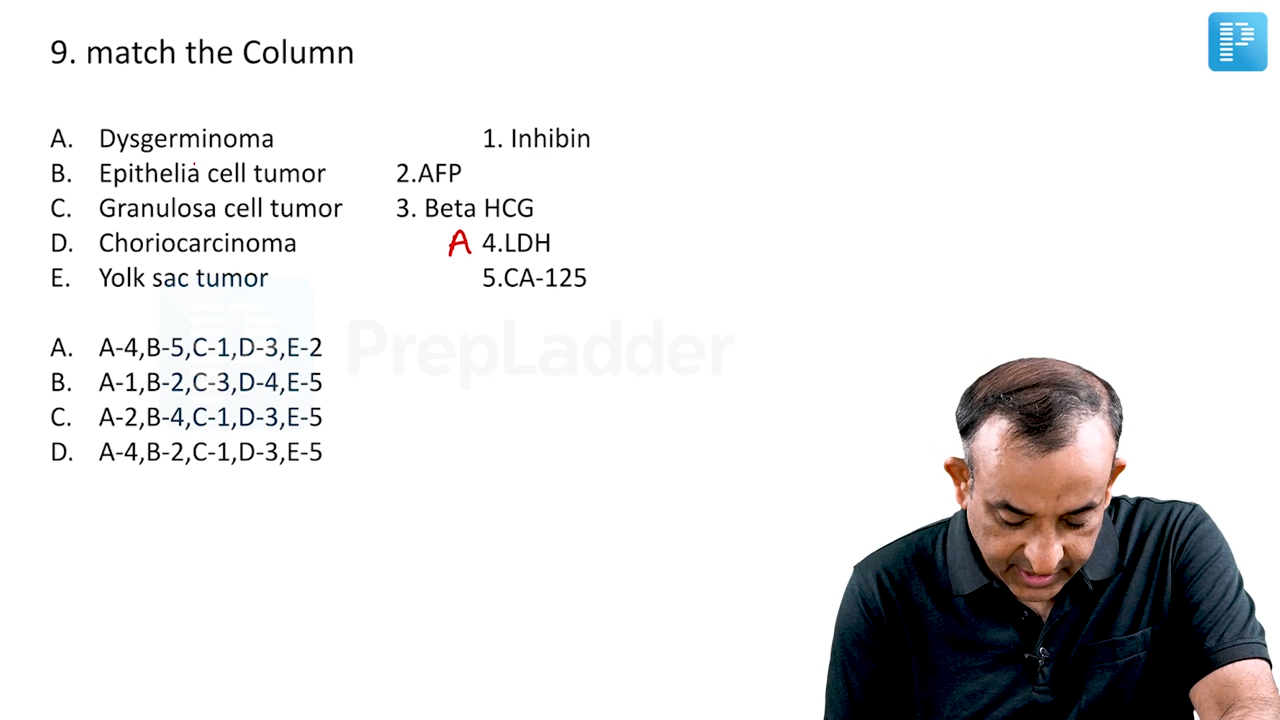 9. match the Column
A. Dysgerminoma 1. Inhibin
B. Epithelia cell tumor 2.AFP
C. Granulosa cell tumor 3. Beta HCG
D. Choriocarcinoma A 4.LDH
E. Yolk sac tumor 5.CA-125
PrepLadder
A. A-4,B-5,C-1,D-3,E-2
B. A-1,B-2,C-3,D-4,E-5
C. A-2,B-4,C-1,D-3,E-5
D. A-4,B-2,C-1,D-3,E-5